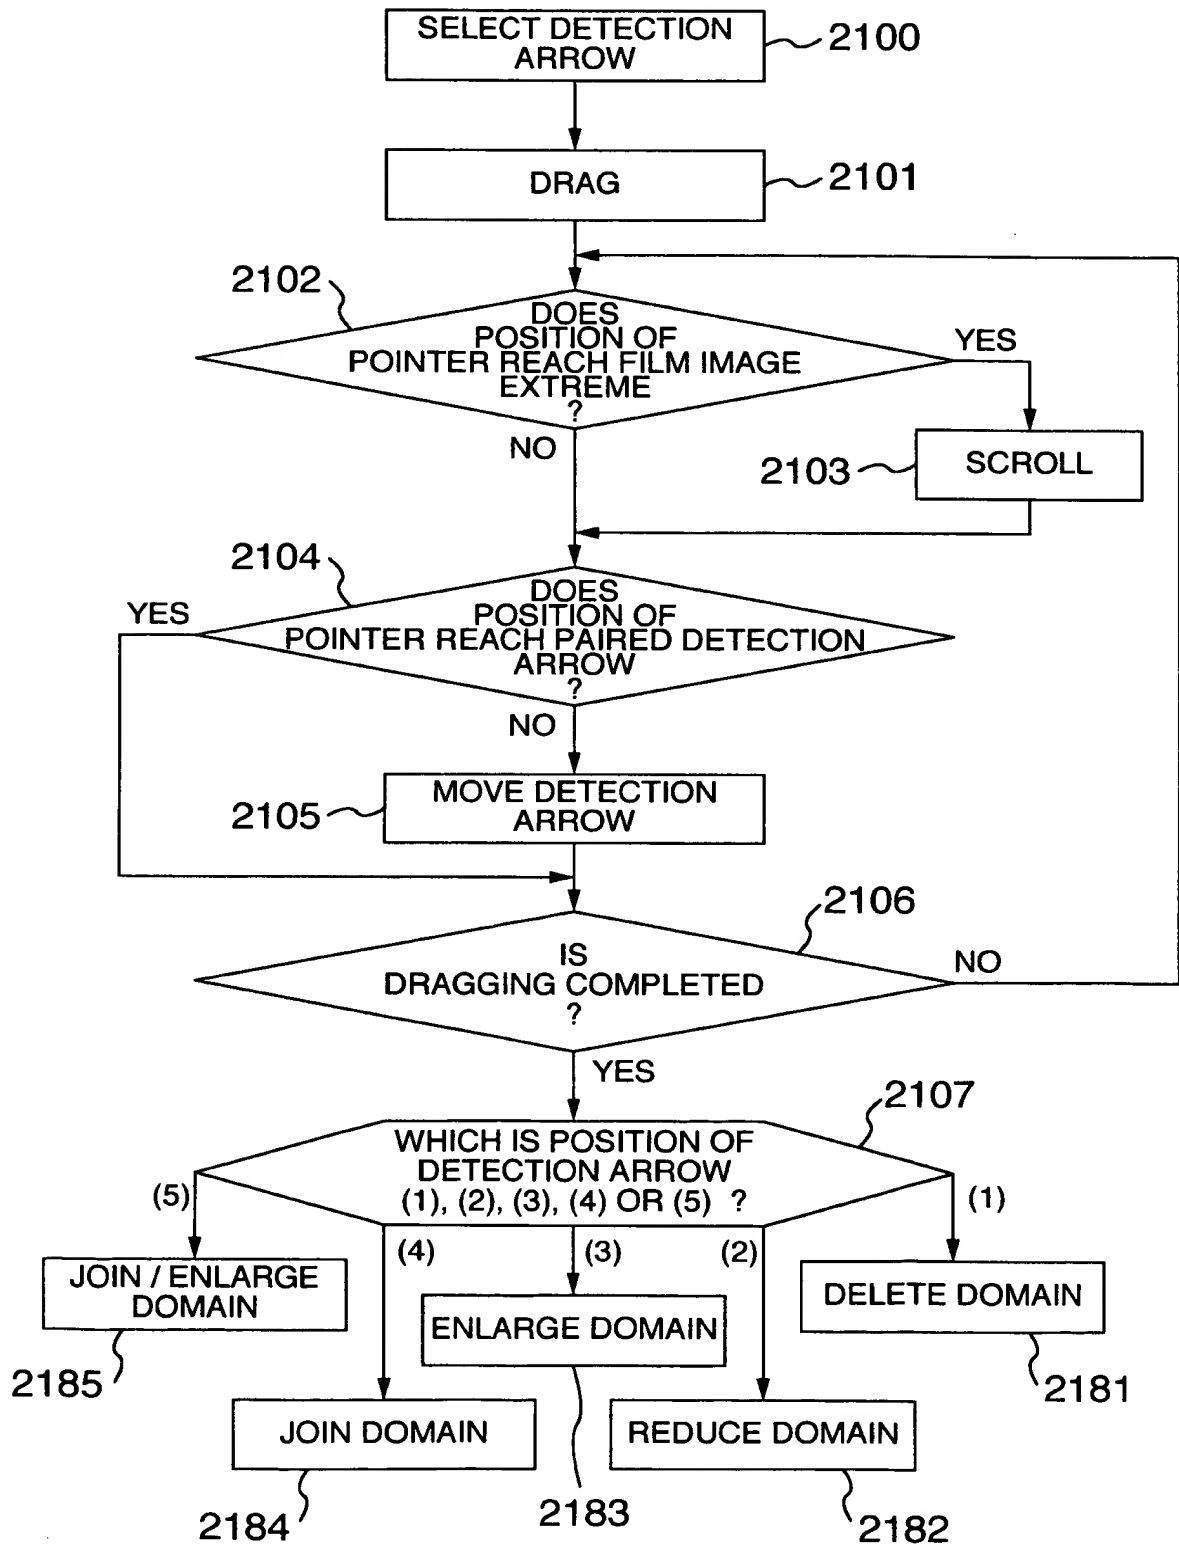 SELECT DETECTION
ARROW
2100
DRAG
2101
2102
DOES
POSITION OF
POINTER REACH FILM IMAGE
EXTREME
?
YES
NO
2103
SCROLL
2104
DOES
POSITION OF
POINTER REACH PAIRED DETECTION
ARROW
?
YES
NO
2105
MOVE DETECTION
ARROW
2106
IS
DRAGGING COMPLETED
?
NO
YES
2107
WHICH IS POSITION OF
DETECTION ARROW
(1), (2), (3), (4) OR (5) ?
(5)
(4)
(3)
(2)
(1)
JOIN / ENLARGE
DOMAIN
2185
ENLARGE DOMAIN
DELETE DOMAIN
2181
JOIN DOMAIN
REDUCE DOMAIN
2184
2183
2182